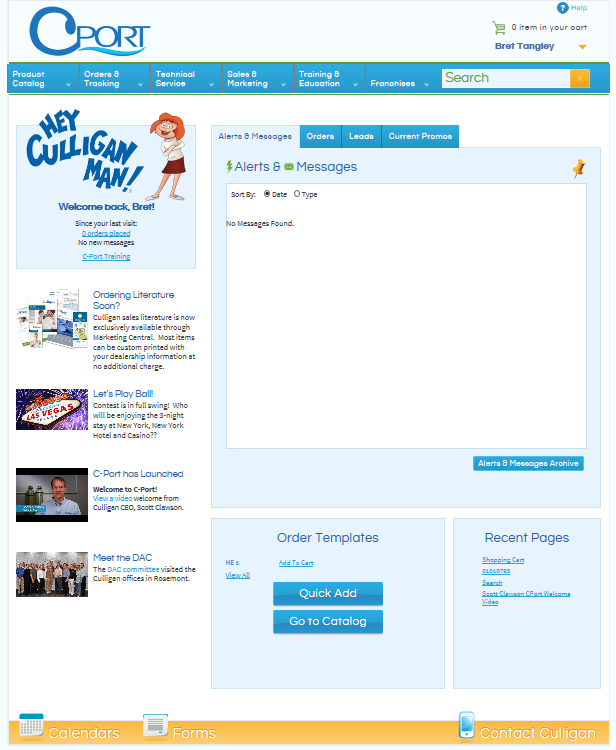 Help
CPORT
0 item in your cart
Bret Tangley
Product Catalog
Orders & Tracking
Technical Service
Sales & Marketing
Training & Education
Franchises
Search
HEY
CULLIGAN
MAN!
Welcome back, Bret!
Since your last visit:
0 orders placed
No new messages
C-Port Training
Alerts & Messages
Orders
Leads
Current Promos
Alerts & Messages
Sort By: Date Type
No Messages Found.
Alerts & Messages Archive
Ordering Literature
Soon?
Culligan sales literature is now
exclusively available through
Marketing Central. Most items
can be custom printed with
your dealership information at
no additional charge.
LAS VEGAS
Let's Play Ball!
Contest is in full swing! Who
will be enjoying the 3-night
stay at New York, New York
Hotel and Casino??
C-Port has Launched
Welcome to C-Port!
View a video welcome from
Culligan CEO, Scott Clawson.
Meet the DAC
The DAC committee visited the
Culligan offices in Rosemont.
Order Templates
HE 1 Add To Cart
View All
Quick Add
Go to Catalog
Recent Pages
Shopping Cart
01010785
Search
Scott Clawson CPort Welcome
Video
Calendars
Forms
Contact Culligan